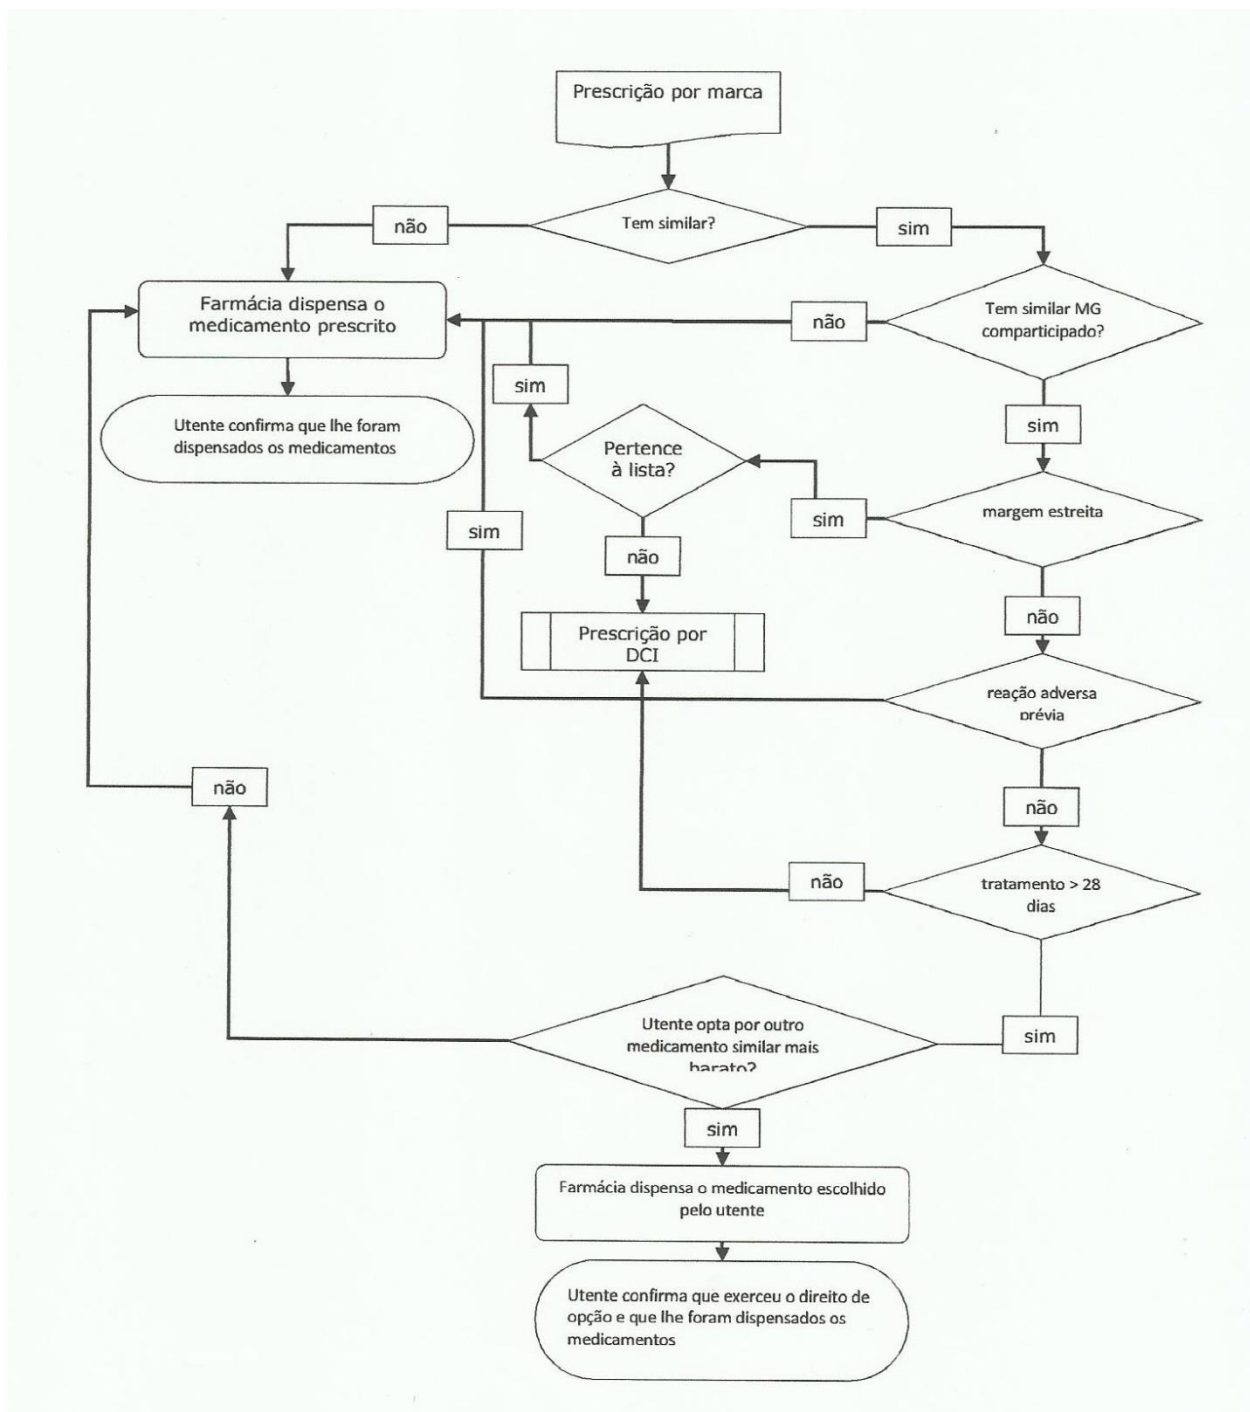 Prescrição por marca
Tem similar?
não
sim
Farmácia dispensa o
medicamento prescrito
não
Tem similar MG
comparticipado?
sim
sim
Utente confirma que lhe foram
dispensados os medicamentos
Pertence
à lista?
sim
margem estreita
sim
não
não
Prescrição por
DCI
reação adversa
prévia
não
não
não
tratamento > 28
dias
Utente opta por outro
medicamento similar mais
barato?
sim
sim
Farmácia dispensa o medicamento escolhido
pelo utente
Utente confirma que exerceu o direito de
opção e que lhe foram dispensados os
medicamentos